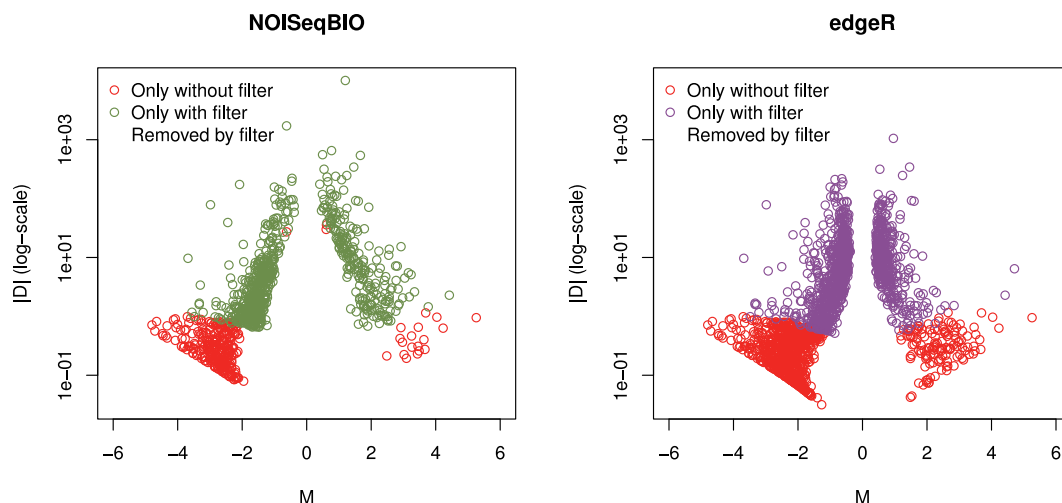 NOISeqBIO
Only without filter
Only with filter
Removed by filter
|D| (log−scale)
1e+03
1e+01
1e−01
−6 −4 −2 0 2 4 6
M
edgeR
Only without filter
Only with filter
Removed by filter
|D| (log−scale)
1e+03
1e+01
1e−01
−6 −4 −2 0 2 4 6
M